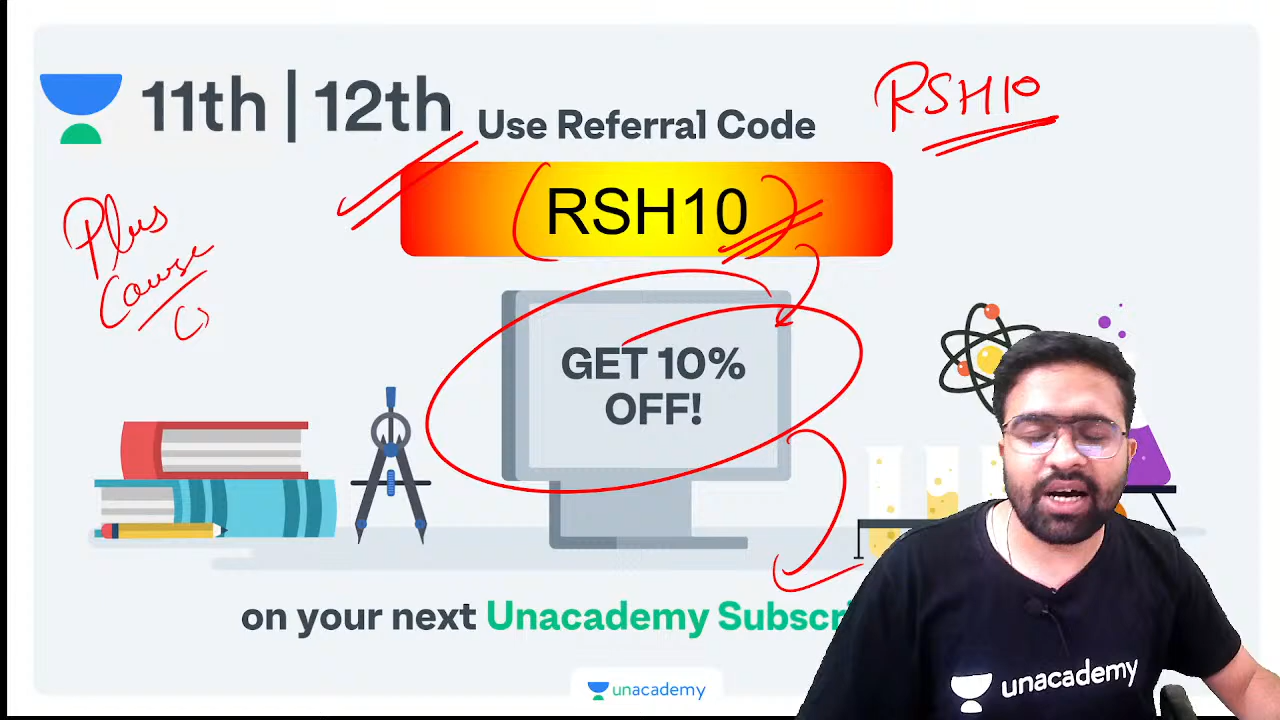 11th | 12th
Use Referral Code
RSH10
RSH10
Plus
Course
GET 10%
OFF!
on your next Unacademy Subscri
unacademy
unacademy